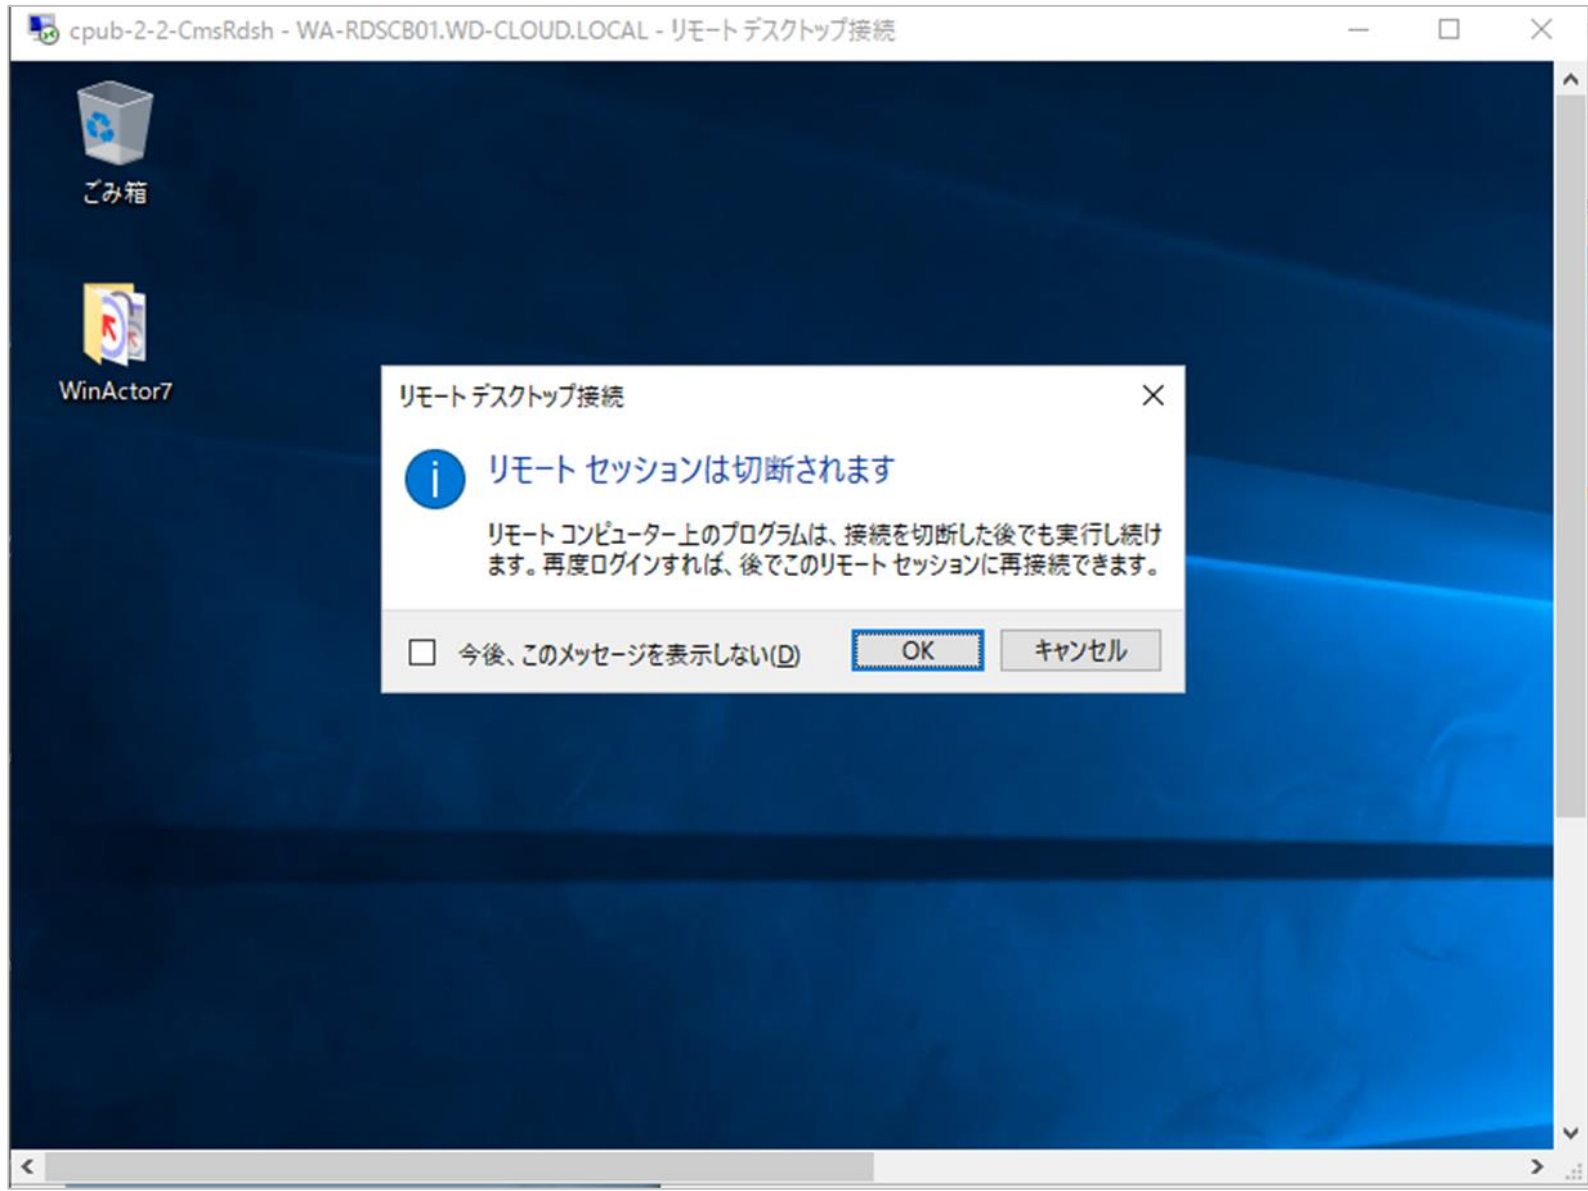 cpub-2-2-CmsRdsh - WA-RDSCB01.WD-CLOUD.LOCAL - リモート デスクトップ接続
ごみ箱
WinActor7
リモート デスクトップ接続
リモート セッションは切断されます
リモート コンピューター上のプログラムは、接続を切断した後でも実行し続け
ます。再度ログインすれば、後でこのリモート セッションに再接続できます。
今後、このメッセージを表示しない(D)
OK
キャンセル